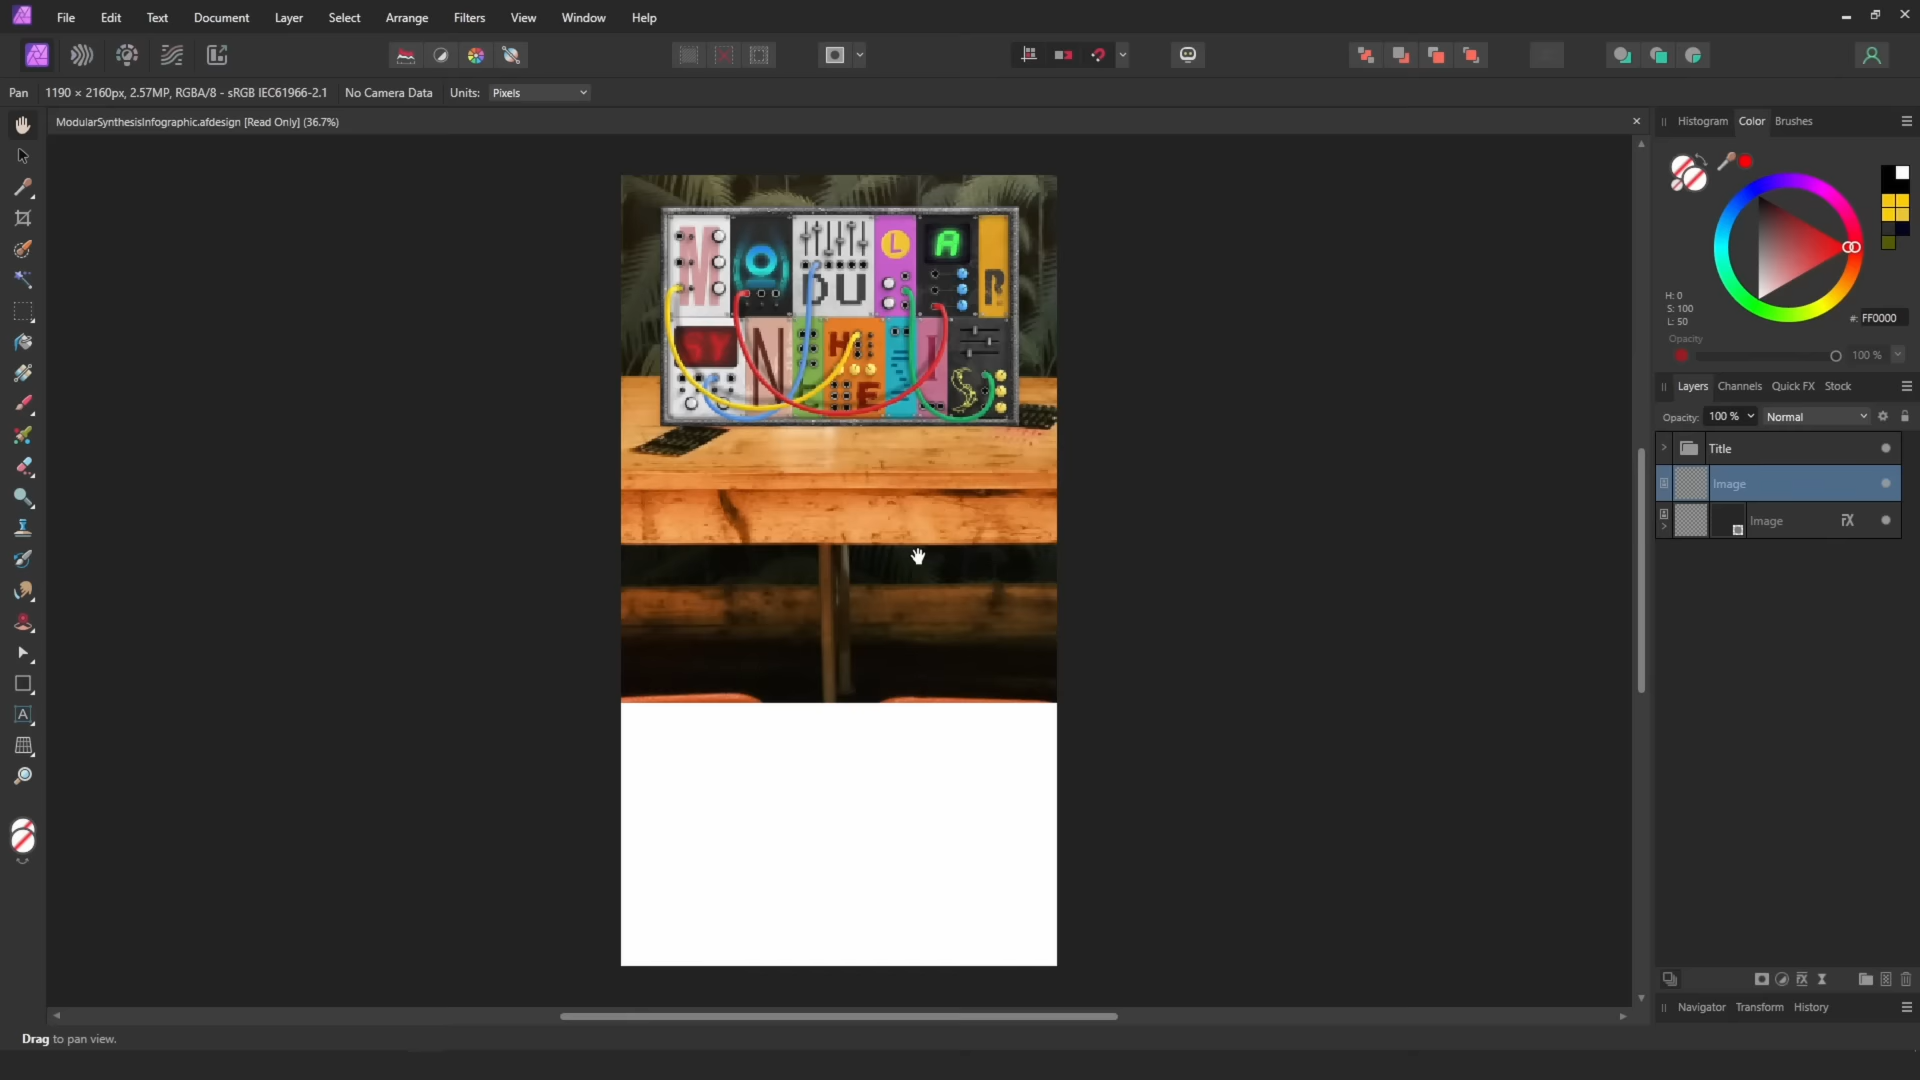 File Edit Text Document Layer Select Arrange Filters View Window Help
Pan 1190 × 2160px, 2.57MP, RGBA/8 - sRGB IEC61966-2.1 No Camera Data Units: Pixels
ModularSynthesisInfographic.afdesign [Read Only] (36.7%)
Histogram Color Brushes
H: 0
S: 100
L: 50
#: FF0000
Opacity
100 %
Layers Channels Quick FX Stock
Opacity: 100 % Normal
Title
Image
Image
M O DU L A R
SY N T H E S I S
Navigator Transform History
Drag to pan view.